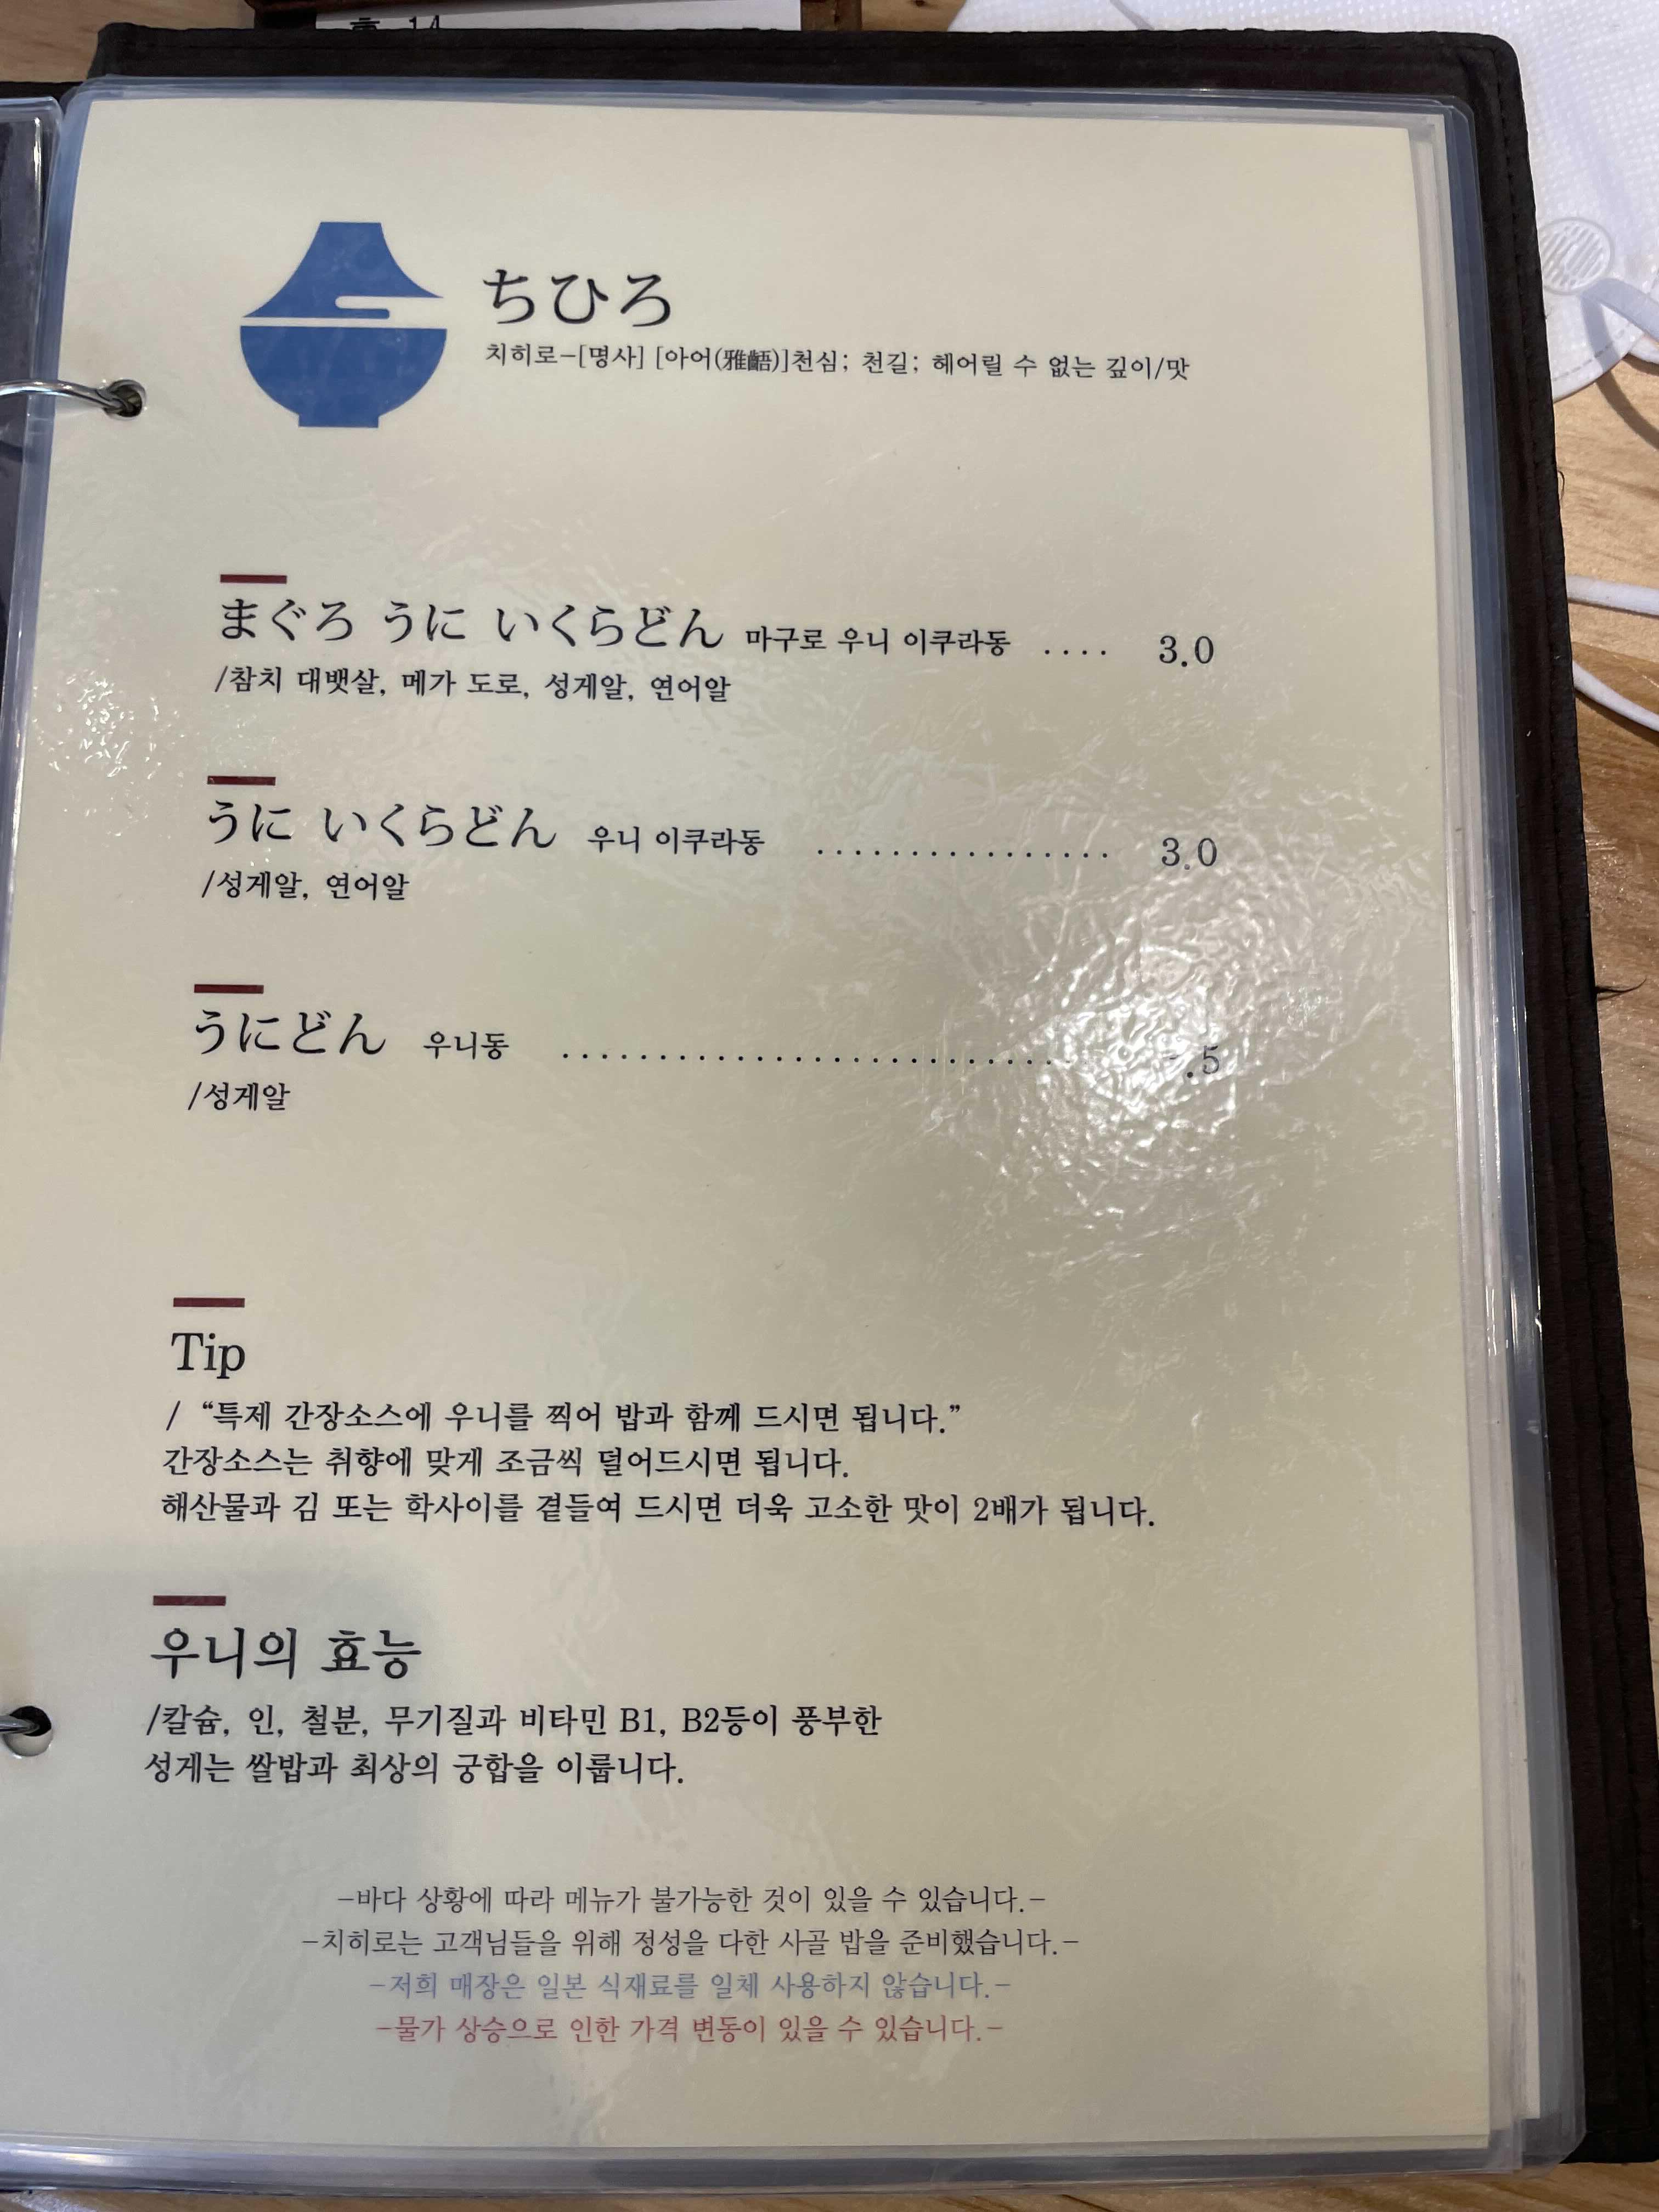 ちひろ
치히로-[명사] [아어(雅齬)]천심; 천길; 헤어릴 수 없는 깊이/맛
まぐろ うに いくらどん 마구로 우니 이쿠라동 .... 3.0
/참치 대뱃살, 메가 도로, 성게알, 연어알
うに いくらどん 우니 이쿠라동 ................ 3.0
/성게알, 연어알
うにどん 우니동
/성게알
Tip
/ “특제 간장소스에 우니를 찍어 밥과 함께 드시면 됩니다.”
간장소스는 취향에 맞게 조금씩 덜어드시면 됩니다.
해산물과 김 또는 학사이를 곁들여 드시면 더욱 고소한 맛이 2배가 됩니다.
우니의 효능
/칼슘, 인, 철분, 무기질과 비타민 B1, B2등이 풍부한
성게는 쌀밥과 최상의 궁합을 이룹니다.
-바다 상황에 따라 메뉴가 불가능한 것이 있을 수 있습니다.-
-치히로는 고객님들을 위해 정성을 다한 사골 밥을 준비했습니다.-
-저희 매장은 일본 식재료를 일체 사용하지 않습니다.-
-물가 상승으로 인한 가격 변동이 있을 수 있습니다.-